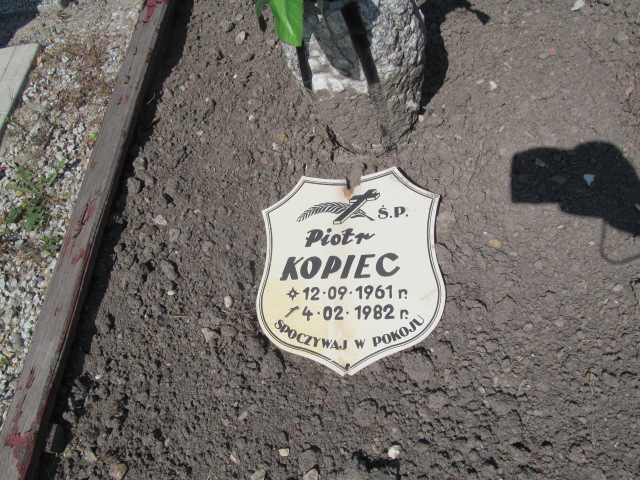 Ś.P.
Piotr
KOPIEC
* 12·09·1961 r.
† 4·02·1982 r.
SPOCZYWAJ W POKOJU